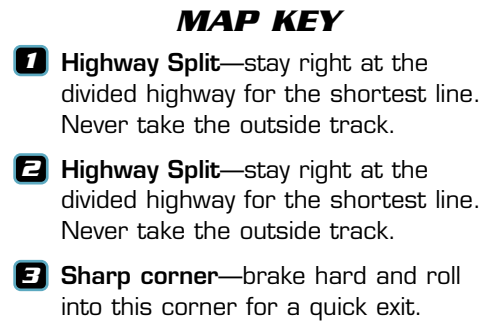 MAP KEY
1 Highway Split—stay right at the
divided highway for the shortest line.
Never take the outside track.
2 Highway Split—stay right at the
divided highway for the shortest line.
Never take the outside track.
3 Sharp corner—brake hard and roll
into this corner for a quick exit.